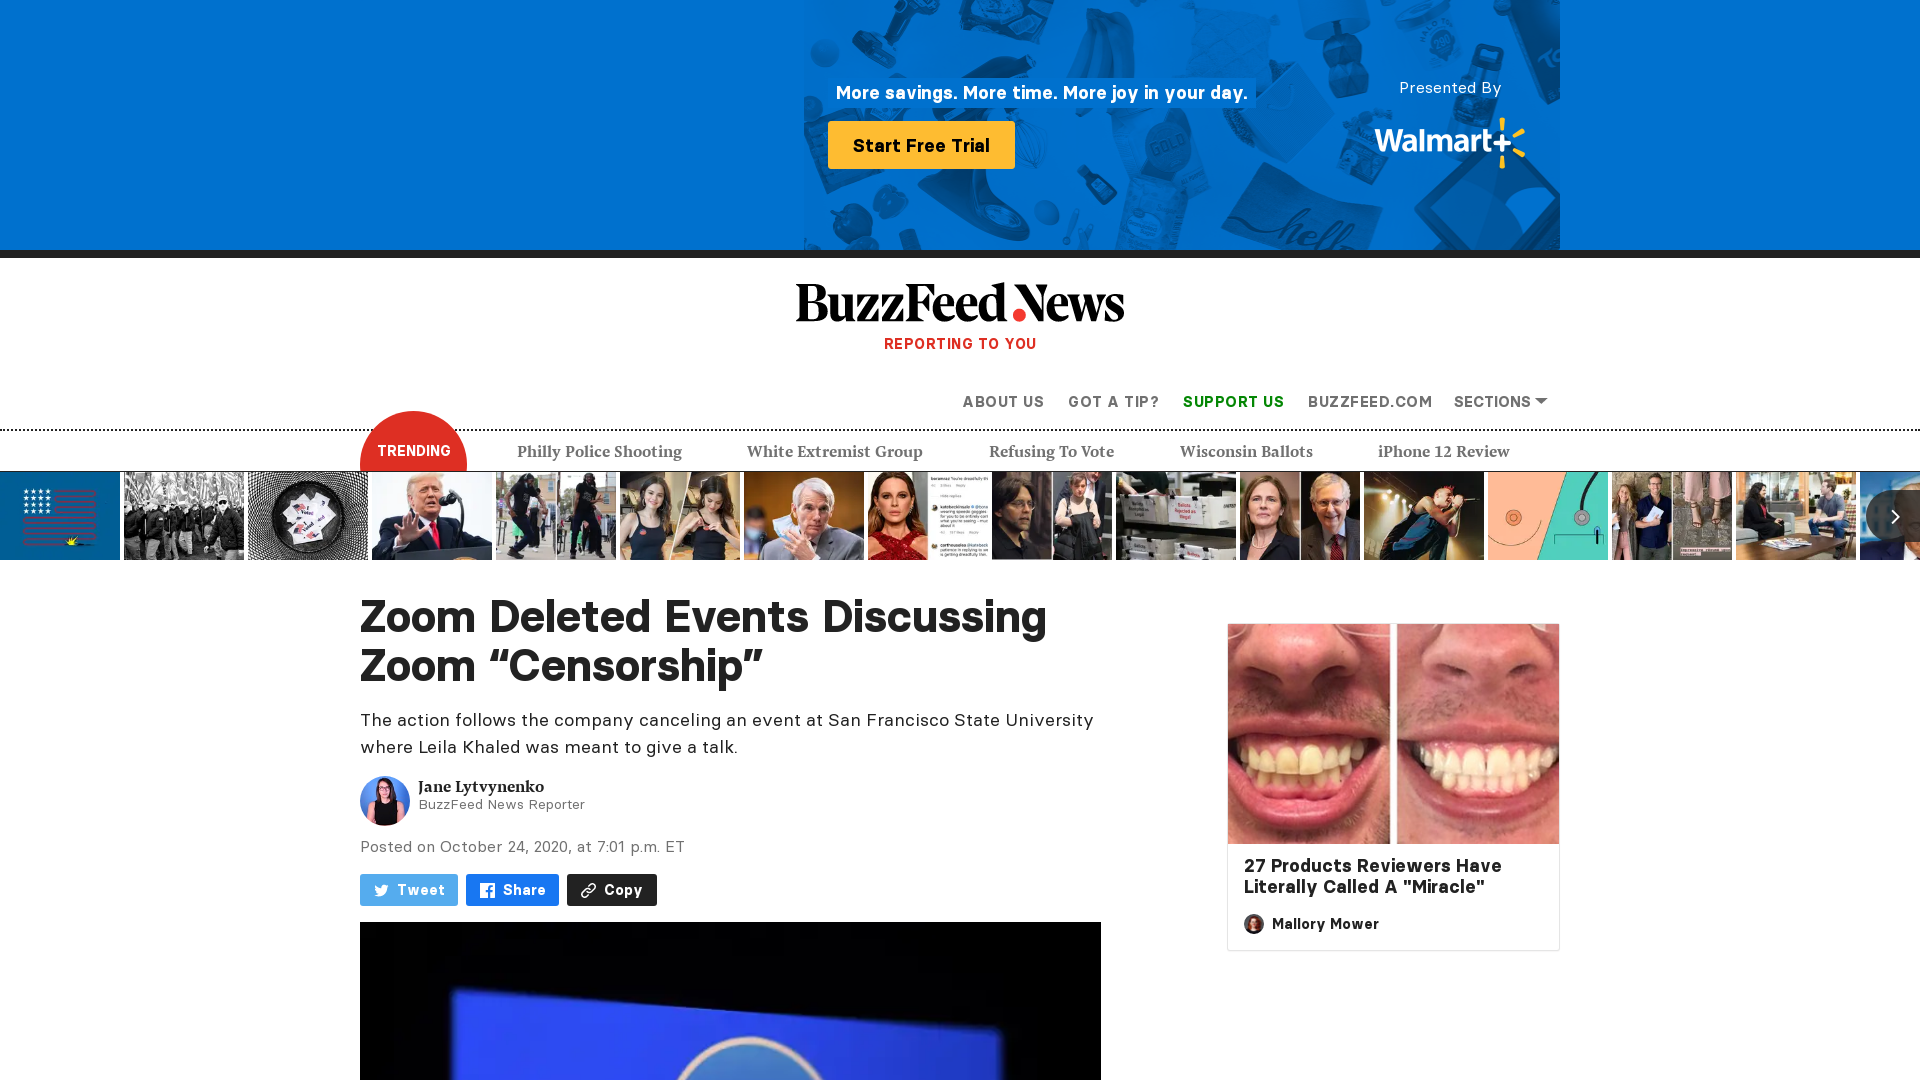 More savings. More time. More joy in your day.
Start Free Trial
Presented By
Walmart+
BuzzFeed News
REPORTING TO YOU
ABOUT US
GOT A TIP?
SUPPORT US
BUZZFEED.COM
SECTIONS
TRENDING
Philly Police Shooting
White Extremist Group
Refusing To Vote
Wisconsin Ballots
iPhone 12 Review
Zoom Deleted Events Discussing
Zoom “Censorship”
The action follows the company canceling an event at San Francisco State University
where Leila Khaled was meant to give a talk.
Jane Lytvynenko
BuzzFeed News Reporter
Posted on October 24, 2020, at 7:01 p.m. ET
Tweet
Share
Copy
27 Products Reviewers Have
Literally Called A "Miracle"
Mallory Mower